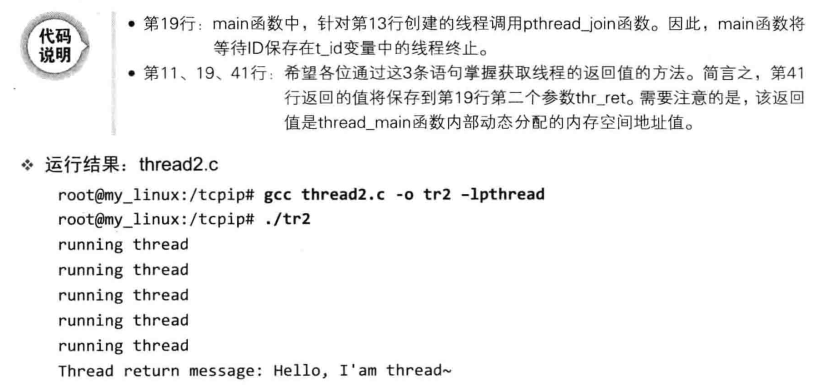 代码
说明
• 第19行：main函数中，针对第13行创建的线程调用pthread_join函数。因此，main函数将
等待ID保存在t_id变量中的线程终止。
• 第11、19、41行：希望各位通过这3条语句掌握获取线程的返回值的方法。简言之，第41
行返回的值将保存到第19行第二个参数thr_ret。需要注意的是，该返回
值是thread_main函数内部动态分配的内存空间地址值。
❖ 运行结果：thread2.c
root@my_linux:/tcpip# gcc thread2.c -o tr2 -lpthread
root@my_linux:/tcpip# ./tr2
running thread
running thread
running thread
running thread
running thread
Thread return message: Hello, I'am thread~